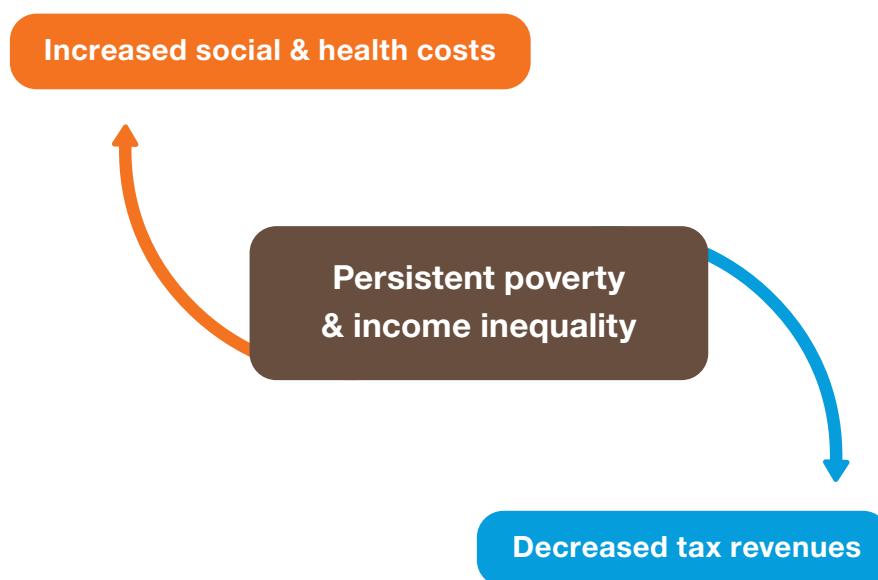 Increased social & health costs
Persistent poverty
& income inequality
Decreased tax revenues